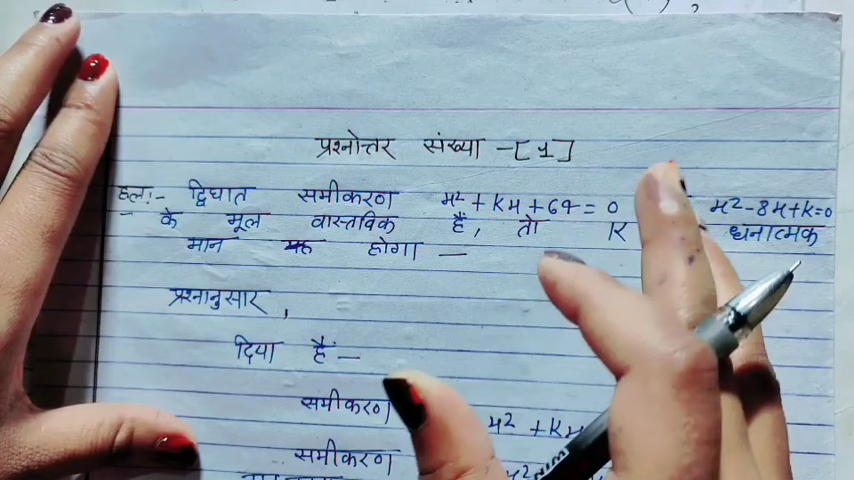 प्रश्नोत्तर संख्या -[1]
हलः- द्विघात समीकरण x² + Kx + 64 = 0 x² - 8x + K = 0
के मूल वास्तविक हैं, तो K धनात्मक
मान होगा —
प्रश्नानुसार,
दिया है: —
समीकरण x² + Kx
समीकरण x²